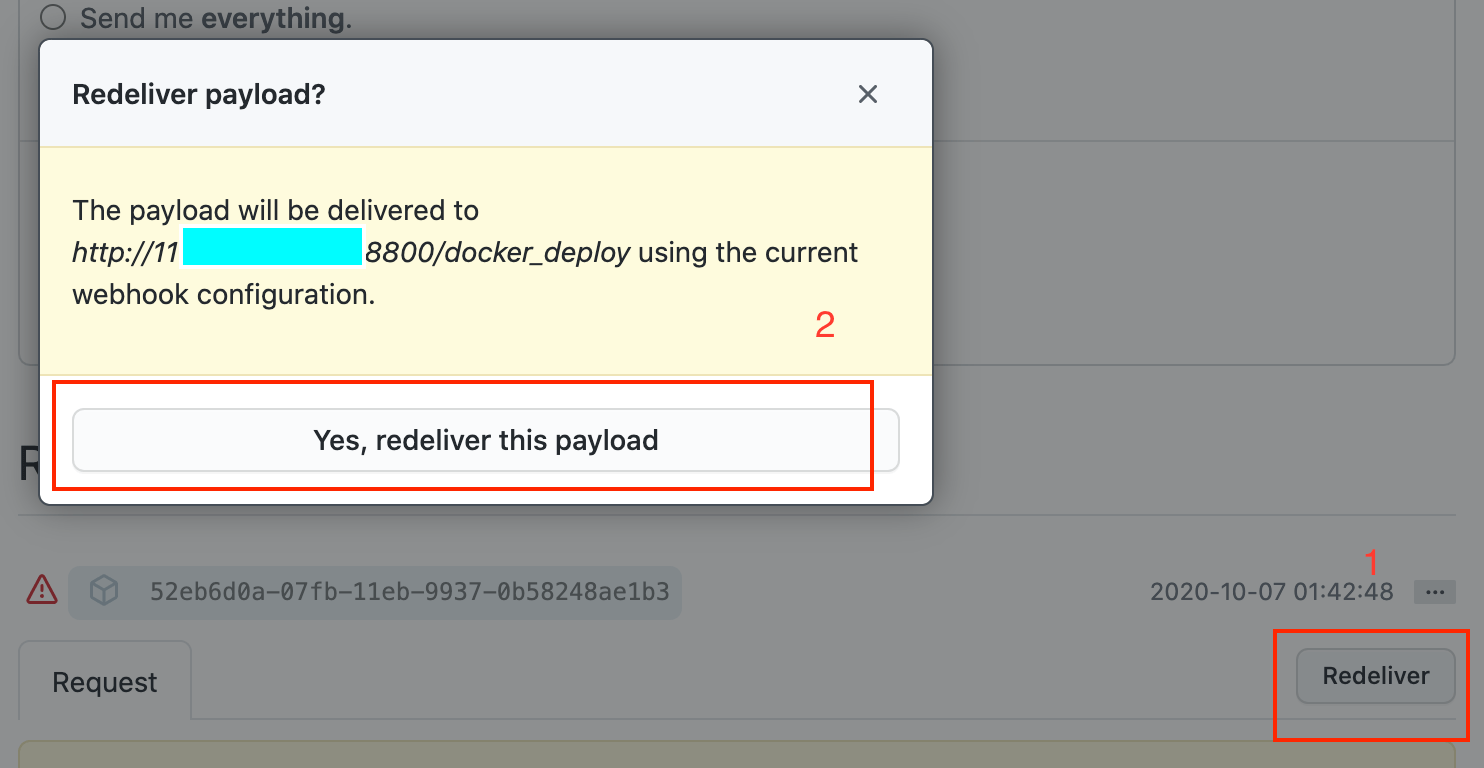 Send me everything.
Redeliver payload?
The payload will be delivered to
http://11 8800/docker_deploy using the current
webhook configuration.
2
Yes, redeliver this payload
R
1
52eb6d0a-07fb-11eb-9937-0b58248ae1b3
2020-10-07 01:42:48
Request
Redeliver